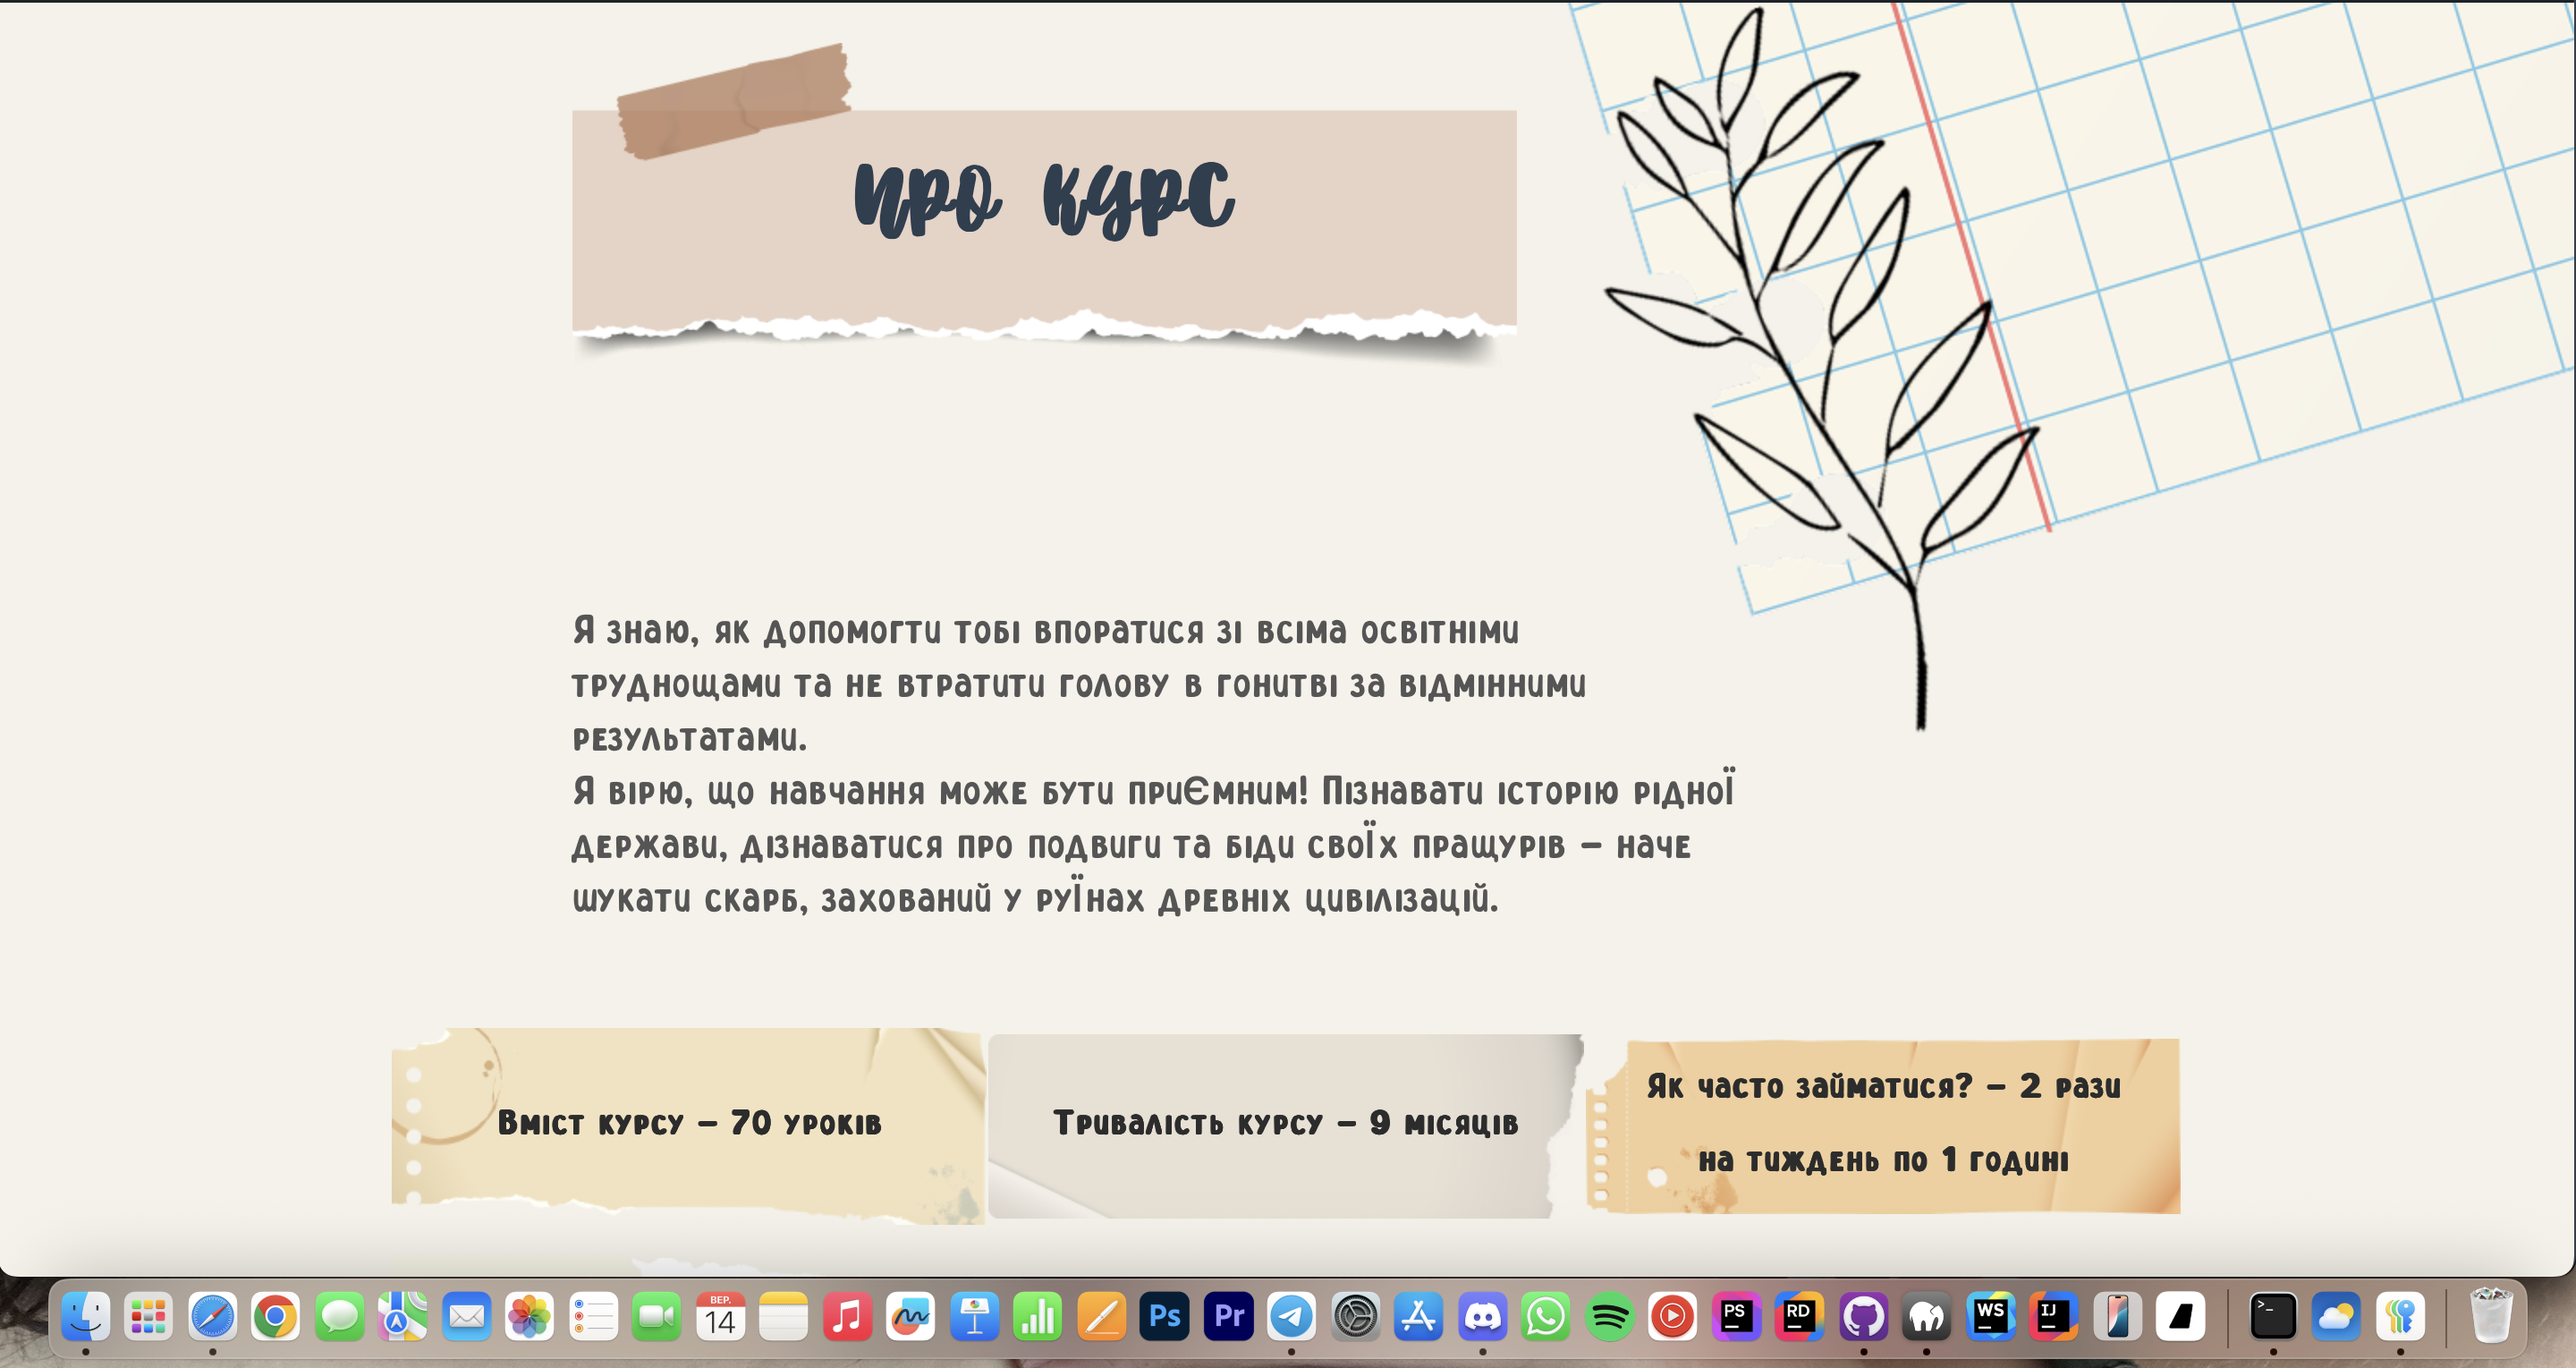 про курс
Я знаю, як допомогти тобі впоратися зі всіма освітніми
труднощами та не втратити голову в гонитві за відмінними
результатами.
Я вірю, що навчання може бути приЄмним! Пізнавати історію рідноЇ
держави, дізнаватися про подвиги та біди своЇх пращурів – наче
шукати скарб, захований у руЇнах древніх цивілізацій.
Вміст курсу – 70 уроків
Тривалість курсу – 9 місяців
Як часто займатися? – 2 рази
на тиждень по 1 годині
ВЕР.
14
Ps
Pr
PS
RD
WS
IJ
>_